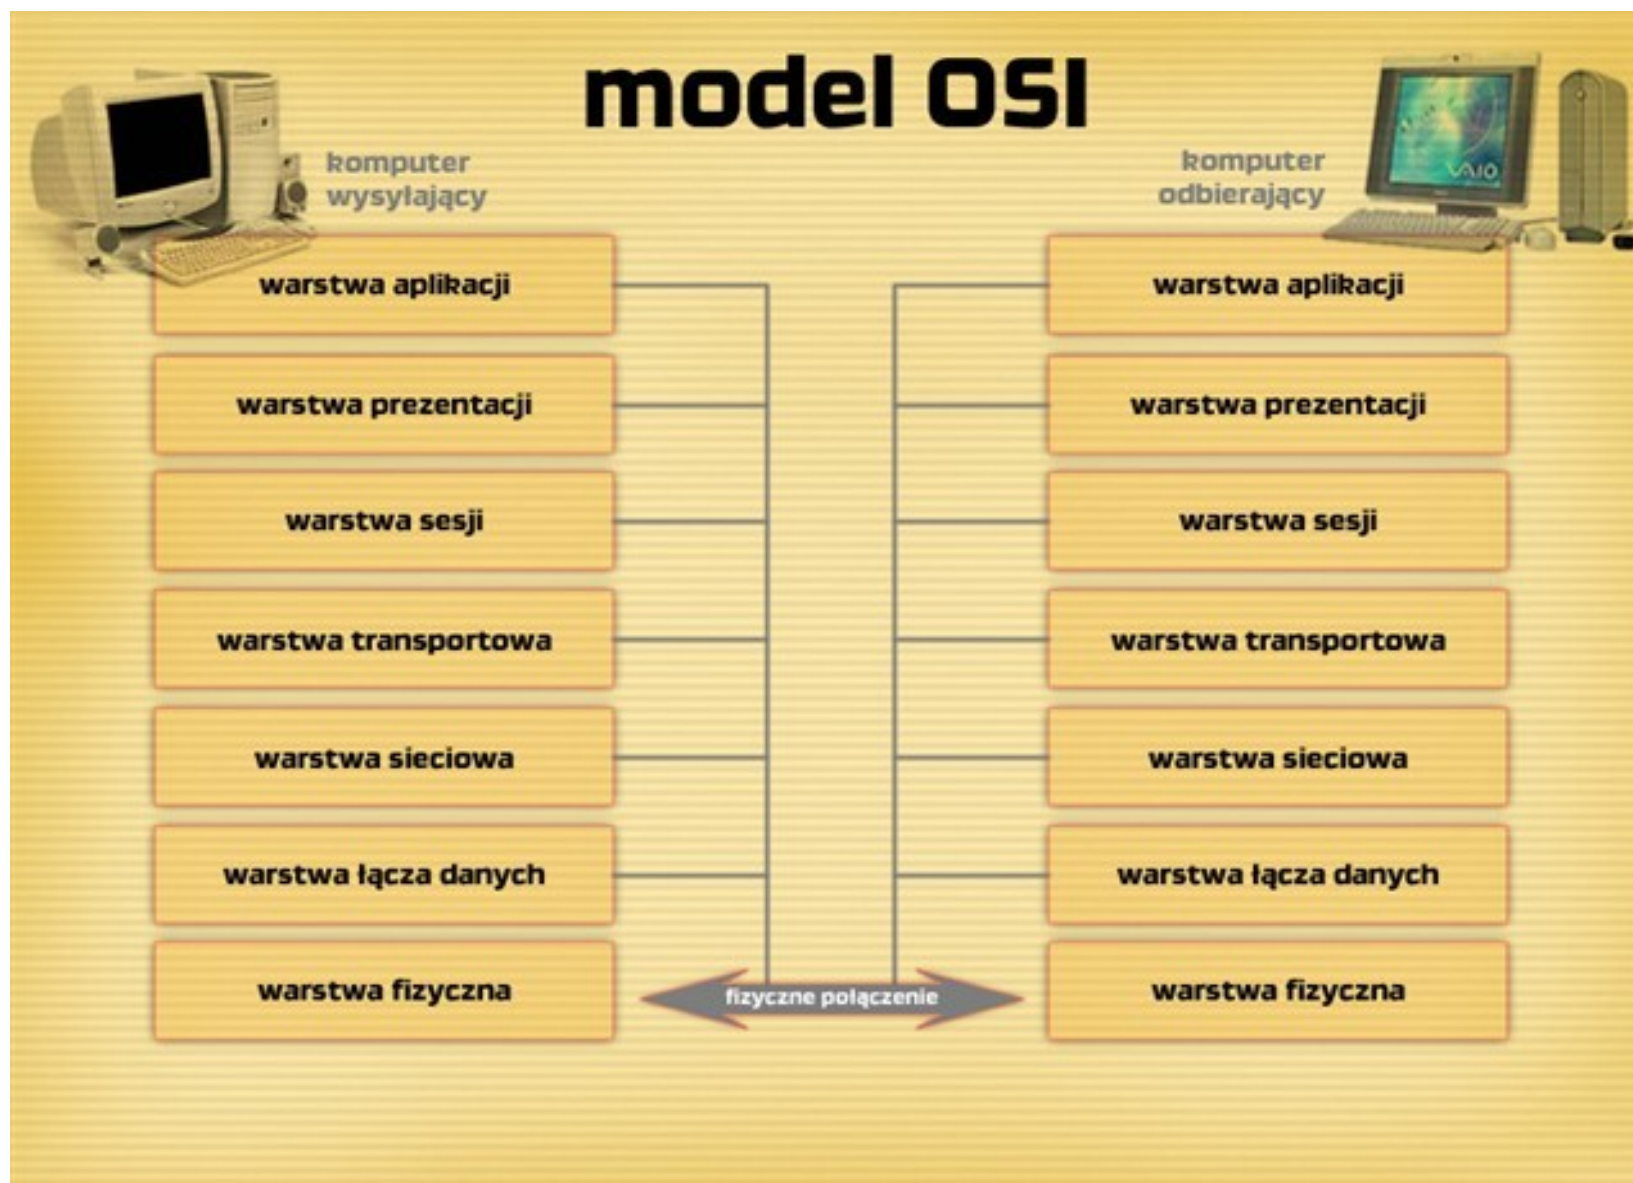 model OSI
komputer
wysyłający
komputer
odbierający
VAIO
warstwa aplikacji
warstwa aplikacji
warstwa prezentacji
warstwa prezentacji
warstwa sesji
warstwa sesji
warstwa transportowa
warstwa transportowa
warstwa sieciowa
warstwa sieciowa
warstwa łącza danych
warstwa łącza danych
warstwa fizyczna
fizyczne połączenie
warstwa fizyczna